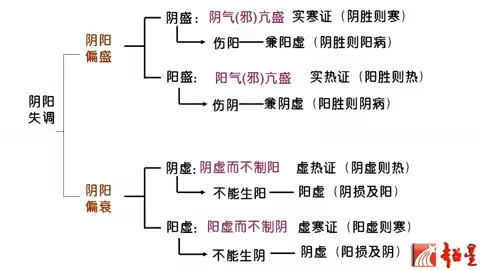 阴阳失调
阴阳偏盛
阴盛：阴气(邪)亢盛 实寒证（阴胜则寒）
伤阳 兼阳虚（阴胜则阳病）
阳盛：阳气(邪)亢盛 实热证（阳胜则热）
伤阴 兼阴虚（阳胜则阴病）
阴阳偏衰
阴虚：阴虚而不制阳 虚热证（阴虚则热）
不能生阳 阳虚（阴损及阳）
阳虚：阳虚而不制阴 虚寒证（阳虚则寒）
不能生阴 阴虚（阳损及阴）
超星